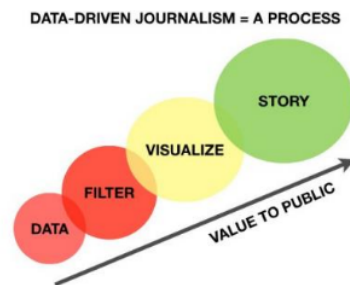 DATA-DRIVEN JOURNALISM = A PROCESS
STORY
VISUALIZE
FILTER
DATA
VALUE TO PUBLIC